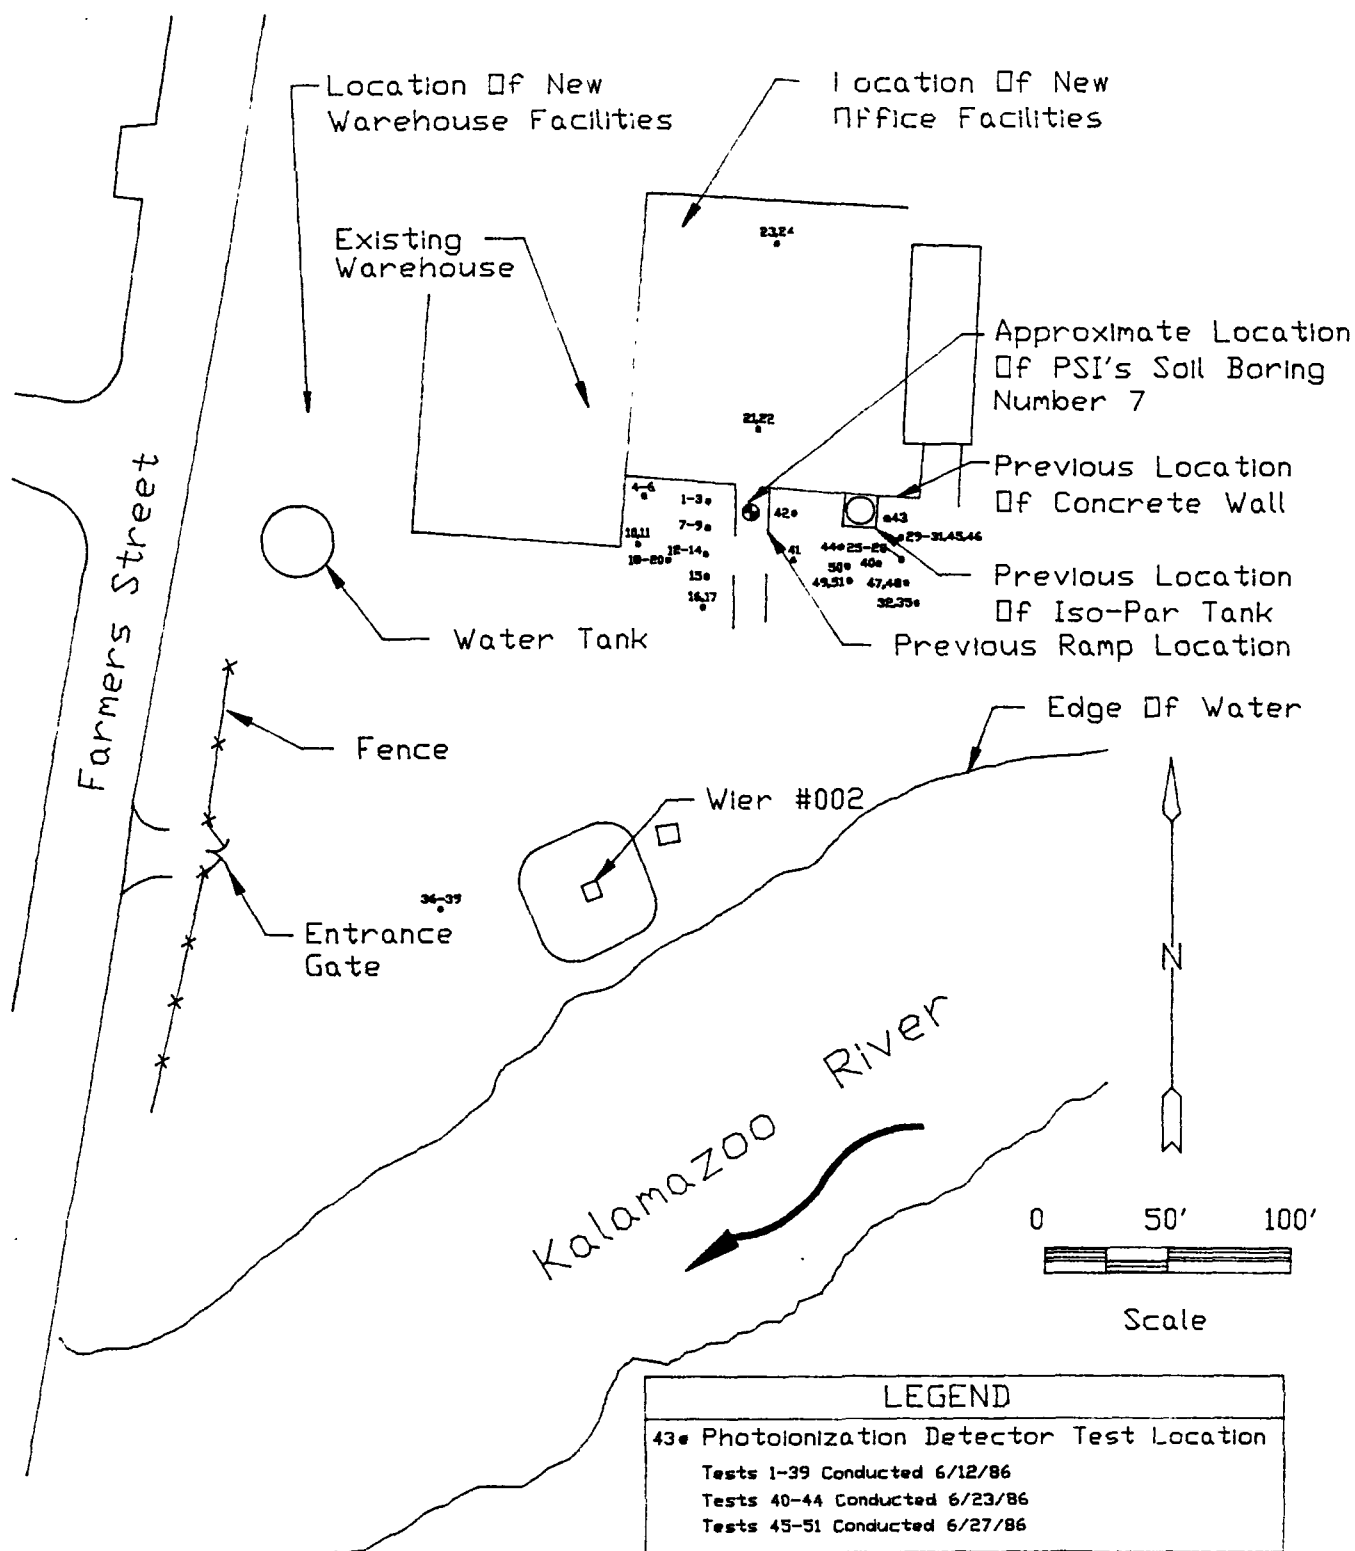 Location Of New
Warehouse Facilities
Location Of New
Office Facilities
Existing
Warehouse
23,24
Approximate Location
Of PSI's Soil Boring
Number 7
21,22
Previous Location
Of Concrete Wall
4-6
1-3
42
43
7-9
10,11
29-31,45,46
18-20
12-14
41
44
25-28
40
50
15
49,51
47,48
16,17
Previous Location
Of Iso-Par Tank
Water Tank
Previous Ramp Location
Farmers Street
Edge Of Water
Fence
Wier #002
36-39
Entrance
Gate
N
Kalamazoo River
0 50' 100'
Scale
LEGEND
43 Photoionization Detector Test Location
Tests 1-39 Conducted 6/12/86
Tests 40-44 Conducted 6/23/86
Tests 45-51 Conducted 6/27/86